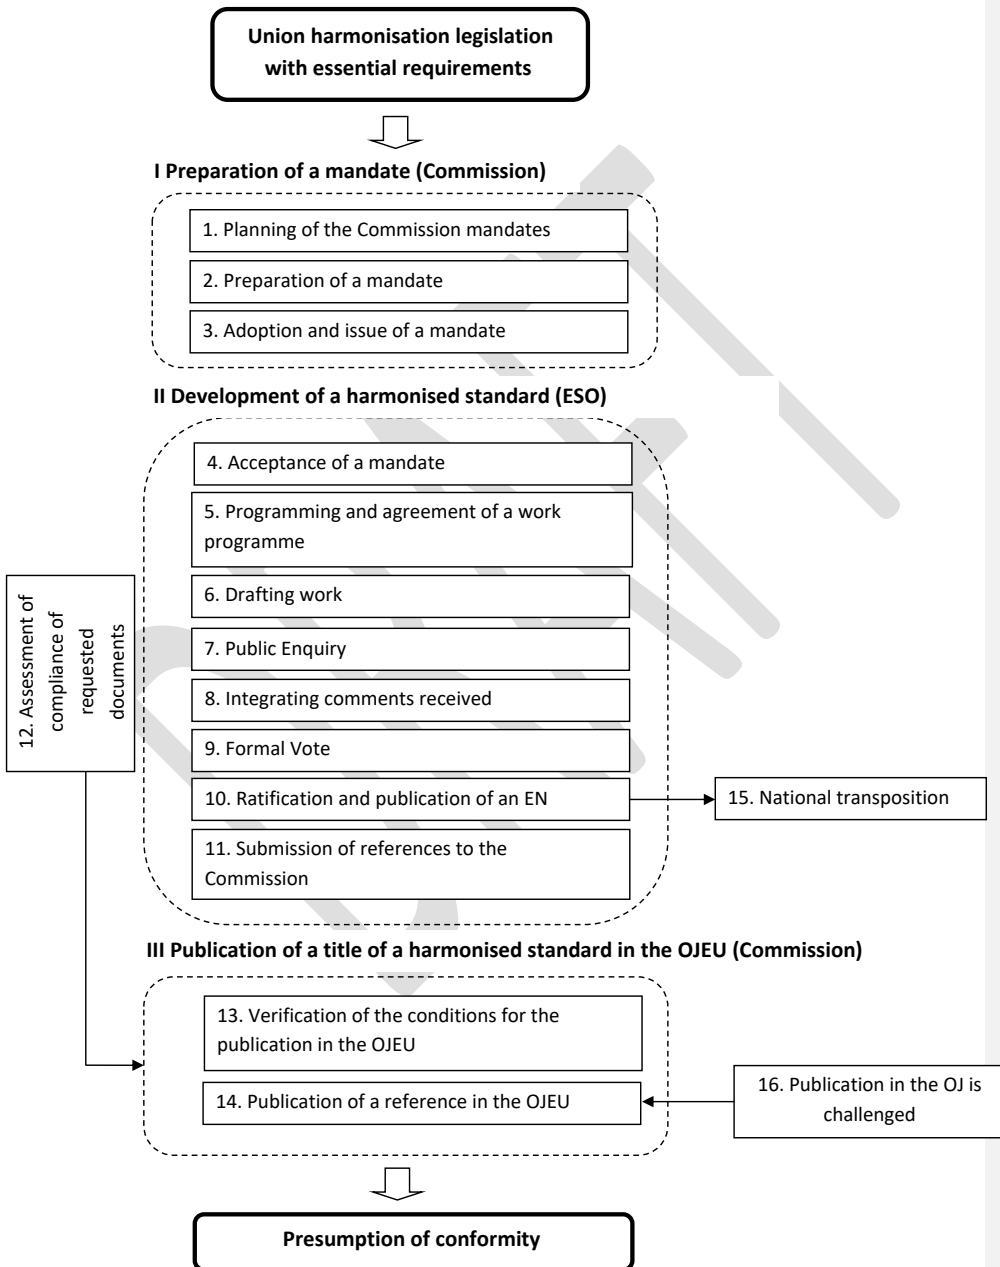 Union harmonisation legislation
with essential requirements
I Preparation of a mandate (Commission)
1. Planning of the Commission mandates
2. Preparation of a mandate
3. Adoption and issue of a mandate
II Development of a harmonised standard (ESO)
4. Acceptance of a mandate
5. Programming and agreement of a work
programme
6. Drafting work
7. Public Enquiry
8. Integrating comments received
9. Formal Vote
10. Ratification and publication of an EN
11. Submission of references to the
Commission
12. Assessment of
compliance of
requested
documents
15. National transposition
III Publication of a title of a harmonised standard in the OJEU (Commission)
13. Verification of the conditions for the
publication in the OJEU
14. Publication of a reference in the OJEU
16. Publication in the OJ is
challenged
Presumption of conformity
DRAFT